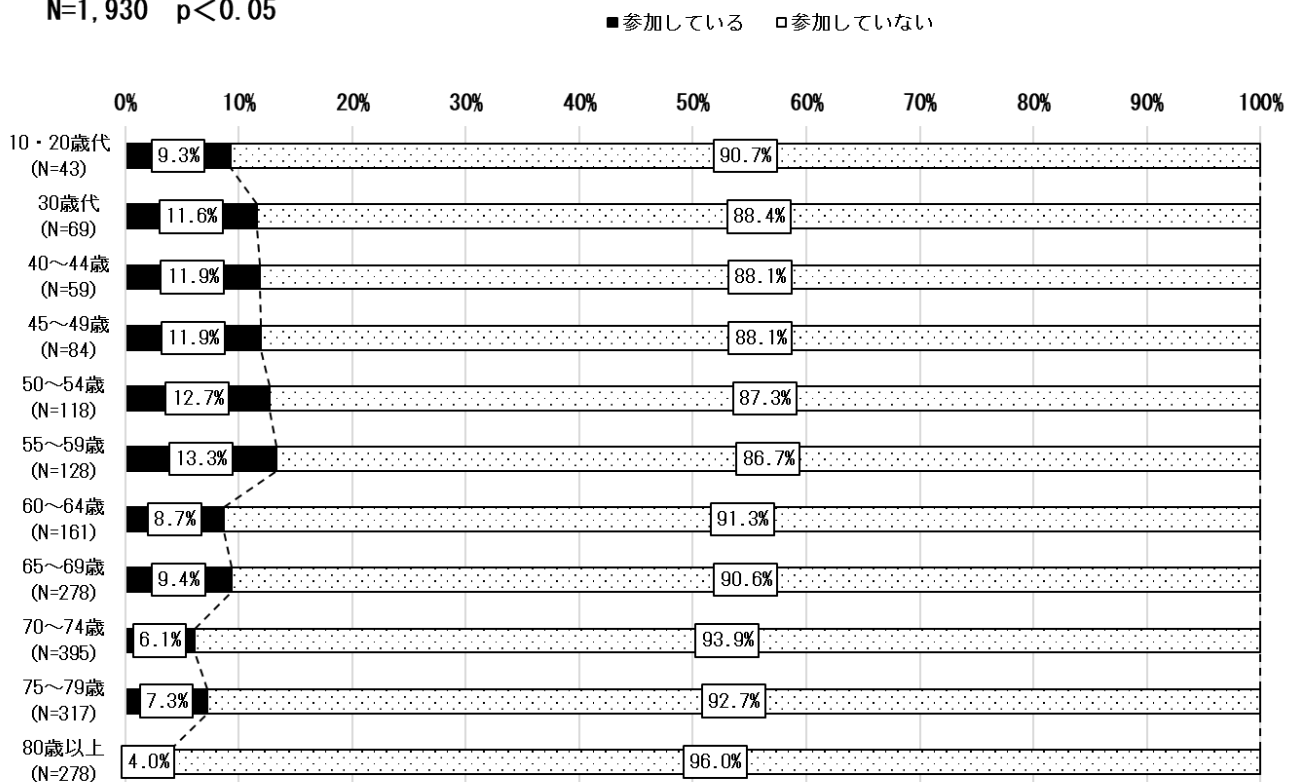 N=1,930　p＜0.05
■参加している　□参加していない
0% 10% 20% 30% 40% 50% 60% 70% 80% 90% 100%
10・20歳代
(N=43)
9.3% 90.7%
30歳代
(N=69)
11.6% 88.4%
40～44歳
(N=59)
11.9% 88.1%
45～49歳
(N=84)
11.9% 88.1%
50～54歳
(N=118)
12.7% 87.3%
55～59歳
(N=128)
13.3% 86.7%
60～64歳
(N=161)
8.7% 91.3%
65～69歳
(N=278)
9.4% 90.6%
70～74歳
(N=395)
6.1% 93.9%
75～79歳
(N=317)
7.3% 92.7%
80歳以上
(N=278)
4.0% 96.0%